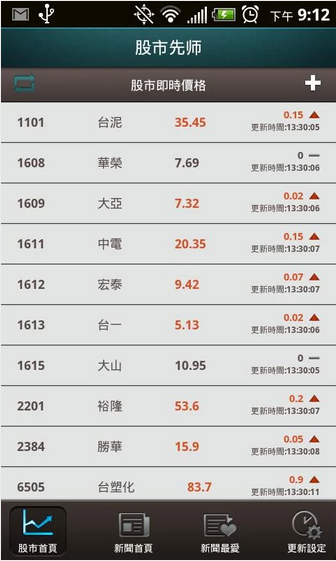 下午 9:12
股市先师
股市即時價格 +
1101 台泥 35.45 0.15 ▲
更新時間:13:30:05
1608 華榮 7.69 0 —
更新時間:13:30:06
1609 大亞 7.32 0.02 ▲
更新時間:13:30:06
1611 中電 20.35 0.15 ▲
更新時間:13:30:07
1612 宏泰 9.42 0.07 ▲
更新時間:13:30:07
1613 台一 5.13 0.02 ▲
更新時間:13:30:06
1615 大山 10.95 0 —
更新時間:13:30:05
2201 裕隆 53.6 0.2 ▲
更新時間:13:30:07
2384 勝華 15.9 0.05 ▲
更新時間:13:30:08
6505 台塑化 83.7 0.9 ▲
更新時間:13:30:11
股市首頁 新聞首頁 新聞最愛 更新設定